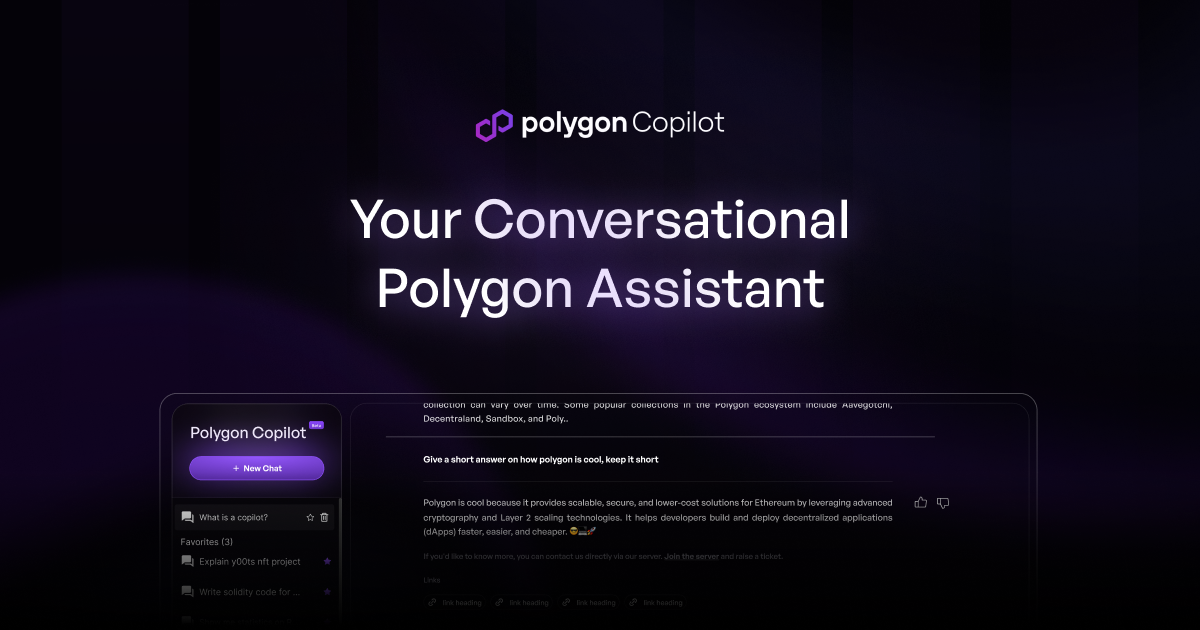 polygon Copilot
Your Conversational
Polygon Assistant
Polygon Copilot
Beta
+ New Chat
What is a copilot?
Favorites (3)
Explain y00ts nft project
Write solidity code for ...
collection can vary over time. Some popular collections in the Polygon ecosystem include Aavegotchi,
Decentraland, Sandbox, and Poly..
Give a short answer on how polygon is cool, keep it short
Polygon is cool because it provides scalable, secure, and lower-cost solutions for Ethereum by leveraging advanced
cryptography and Layer 2 scaling technologies. It helps developers build and deploy decentralized applications
(dApps) faster, easier, and cheaper. 😎🛹🚀
If you'd like to know more, you can contact us directly via our server. Join the server and raise a ticket.
Links
link heading link heading link heading link heading